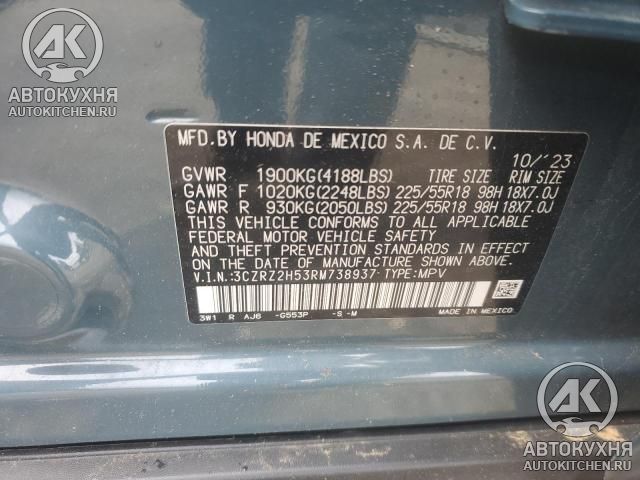 AK
АВТОКУХНЯ
AUTOKITCHEN.RU
MFD.BY HONDA DE MEXICO S.A. DE C.V.
10/'23
GVWR 1900KG(4188LBS) TIRE SIZE RIM SIZE
GAWR F 1020KG(2248LBS) 225/55R18 98H 18X7.0J
GAWR R 930KG(2050LBS) 225/55R18 98H 18X7.0J
THIS VEHICLE CONFORMS TO ALL APPLICABLE
FEDERAL MOTOR VEHICLE SAFETY
AND THEFT PREVENTION STANDARDS IN EFFECT
ON THE DATE OF MANUFACTURE SHOWN ABOVE.
V.I.N.:3CZRZ2H53RM738937 TYPE:MPV
3W1 R AJ6 -G553P -S -M MADE IN MEXICO
AK
АВТОКУХНЯ
AUTOKITCHEN.RU